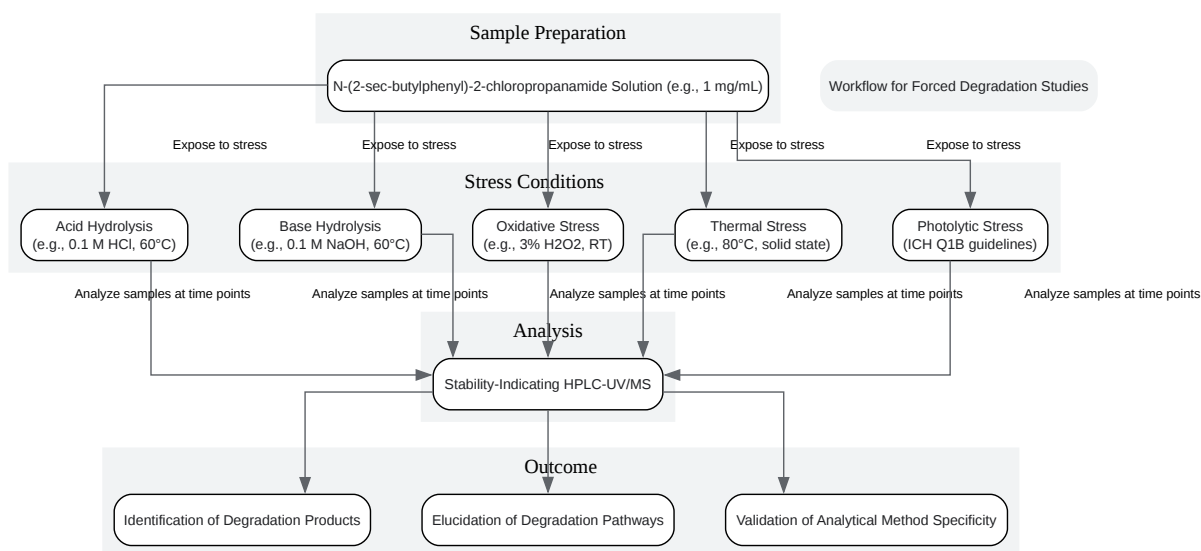 Sample Preparation
N-(2-sec-butylphenyl)-2-chloropropanamide Solution (e.g., 1 mg/mL)
Workflow for Forced Degradation Studies
Expose to stress
Expose to stress
Expose to stress
Expose to stress
Expose to stress
Stress Conditions
Acid Hydrolysis
(e.g., 0.1 M HCl, 60°C)
Base Hydrolysis
(e.g., 0.1 M NaOH, 60°C)
Oxidative Stress
(e.g., 3% H2O2, RT)
Thermal Stress
(e.g., 80°C, solid state)
Photolytic Stress
(ICH Q1B guidelines)
Analyze samples at time points
Analyze samples at time points
Analyze samples at time points
Analyze samples at time points
Analyze samples at time points
Analysis
Stability-Indicating HPLC-UV/MS
Outcome
Identification of Degradation Products
Elucidation of Degradation Pathways
Validation of Analytical Method Specificity